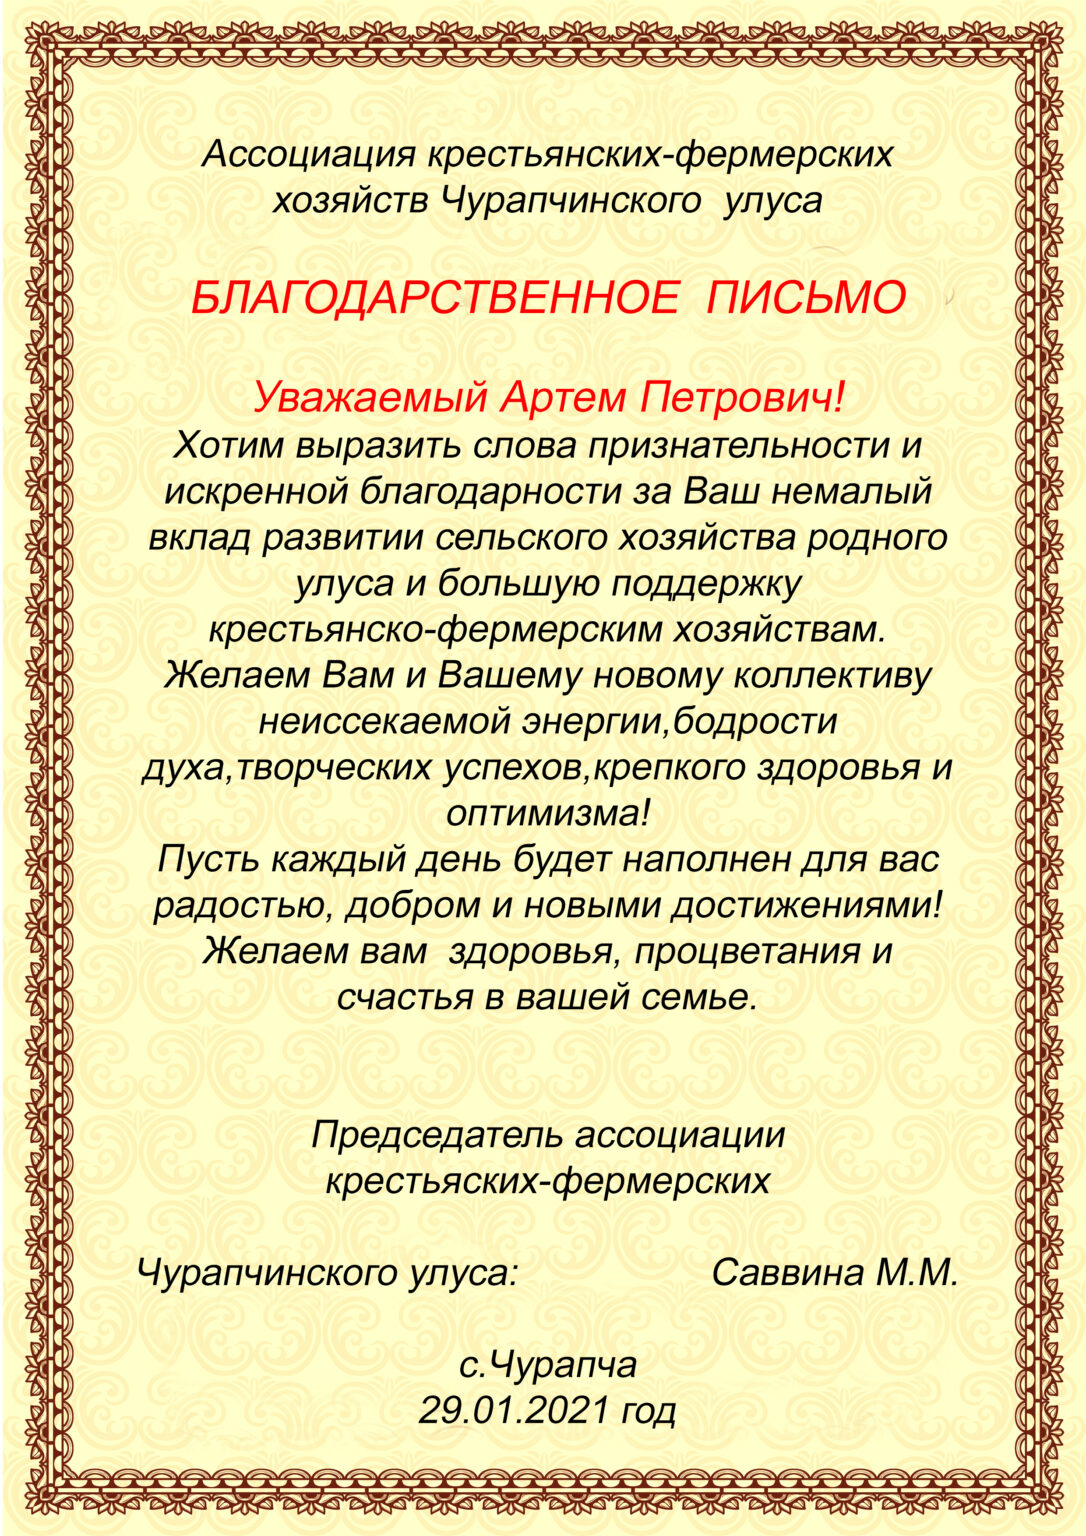 Ассоциация крестьянских-фермерских
хозяйств Чурапчинского улуса
БЛАГОДАРСТВЕННОЕ ПИСЬМО
Уважаемый Артем Петрович!
Хотим выразить слова признательности и
искренной благодарности за Ваш немалый
вклад развитии сельского хозяйства родного
улуса и большую поддержку
крестьянско-фермерским хозяйствам.
Желаем Вам и Вашему новому коллективу
неиссекаемой энергии,бодрости
духа,творческих успехов,крепкого здоровья и
оптимизма!
Пусть каждый день будет наполнен для вас
радостью, добром и новыми достижениями!
Желаем вам здоровья, процветания и
счастья в вашей семье.
Председатель ассоциации
крестьяских-фермерских
Чурапчинского улуса: Саввина М.М.
с.Чурапча
29.01.2021 год